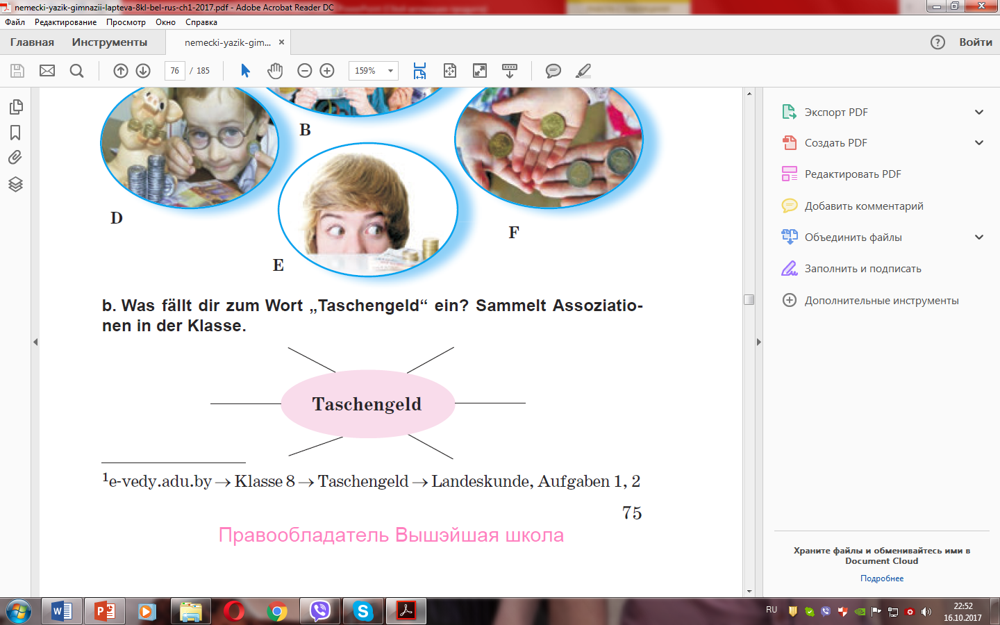 nemecki-yazik-gimnazii-lapteva-8kl-bel-rus-ch1-2017.pdf - Adobe Acrobat Reader DC
Файл Редактирование Просмотр Окно Справка
Главная Инструменты nemecki-yazik-gim... × ? Войти
76 / 185 159%
B
D
F
E
b. Was fällt dir zum Wort „Taschengeld“ ein? Sammelt Assoziatio-
nen in der Klasse.
Taschengeld
1e-vedy.adu.by → Klasse 8 → Taschengeld → Landeskunde, Aufgaben 1, 2
75
Правообладатель Вышэйшая школа
Экспорт PDF
Создать PDF
Редактировать PDF
Добавить комментарий
Объединить файлы
Заполнить и подписать
Дополнительные инструменты
Храните файлы и обменивайтесь ими в
Document Cloud
Подробнее
RU
22:52
16.10.2017